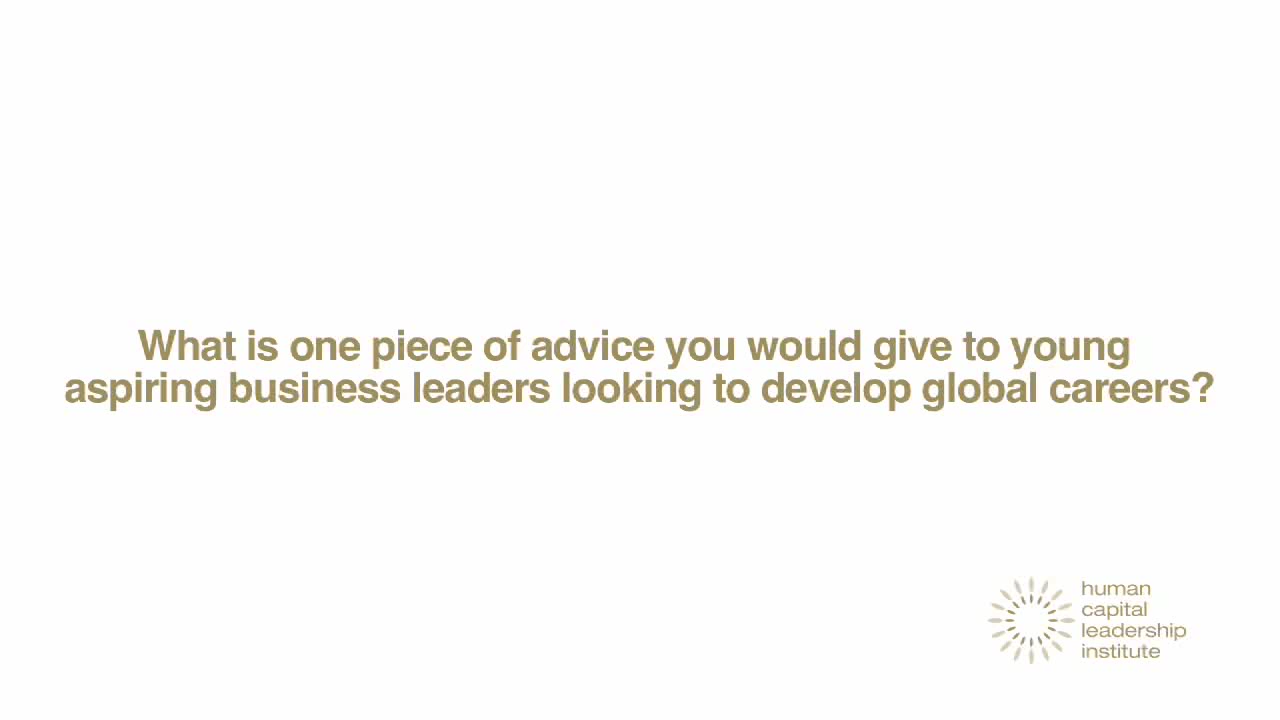 What is one piece of advice you would give to young
aspiring business leaders looking to develop global careers?
human
capital
leadership
institute